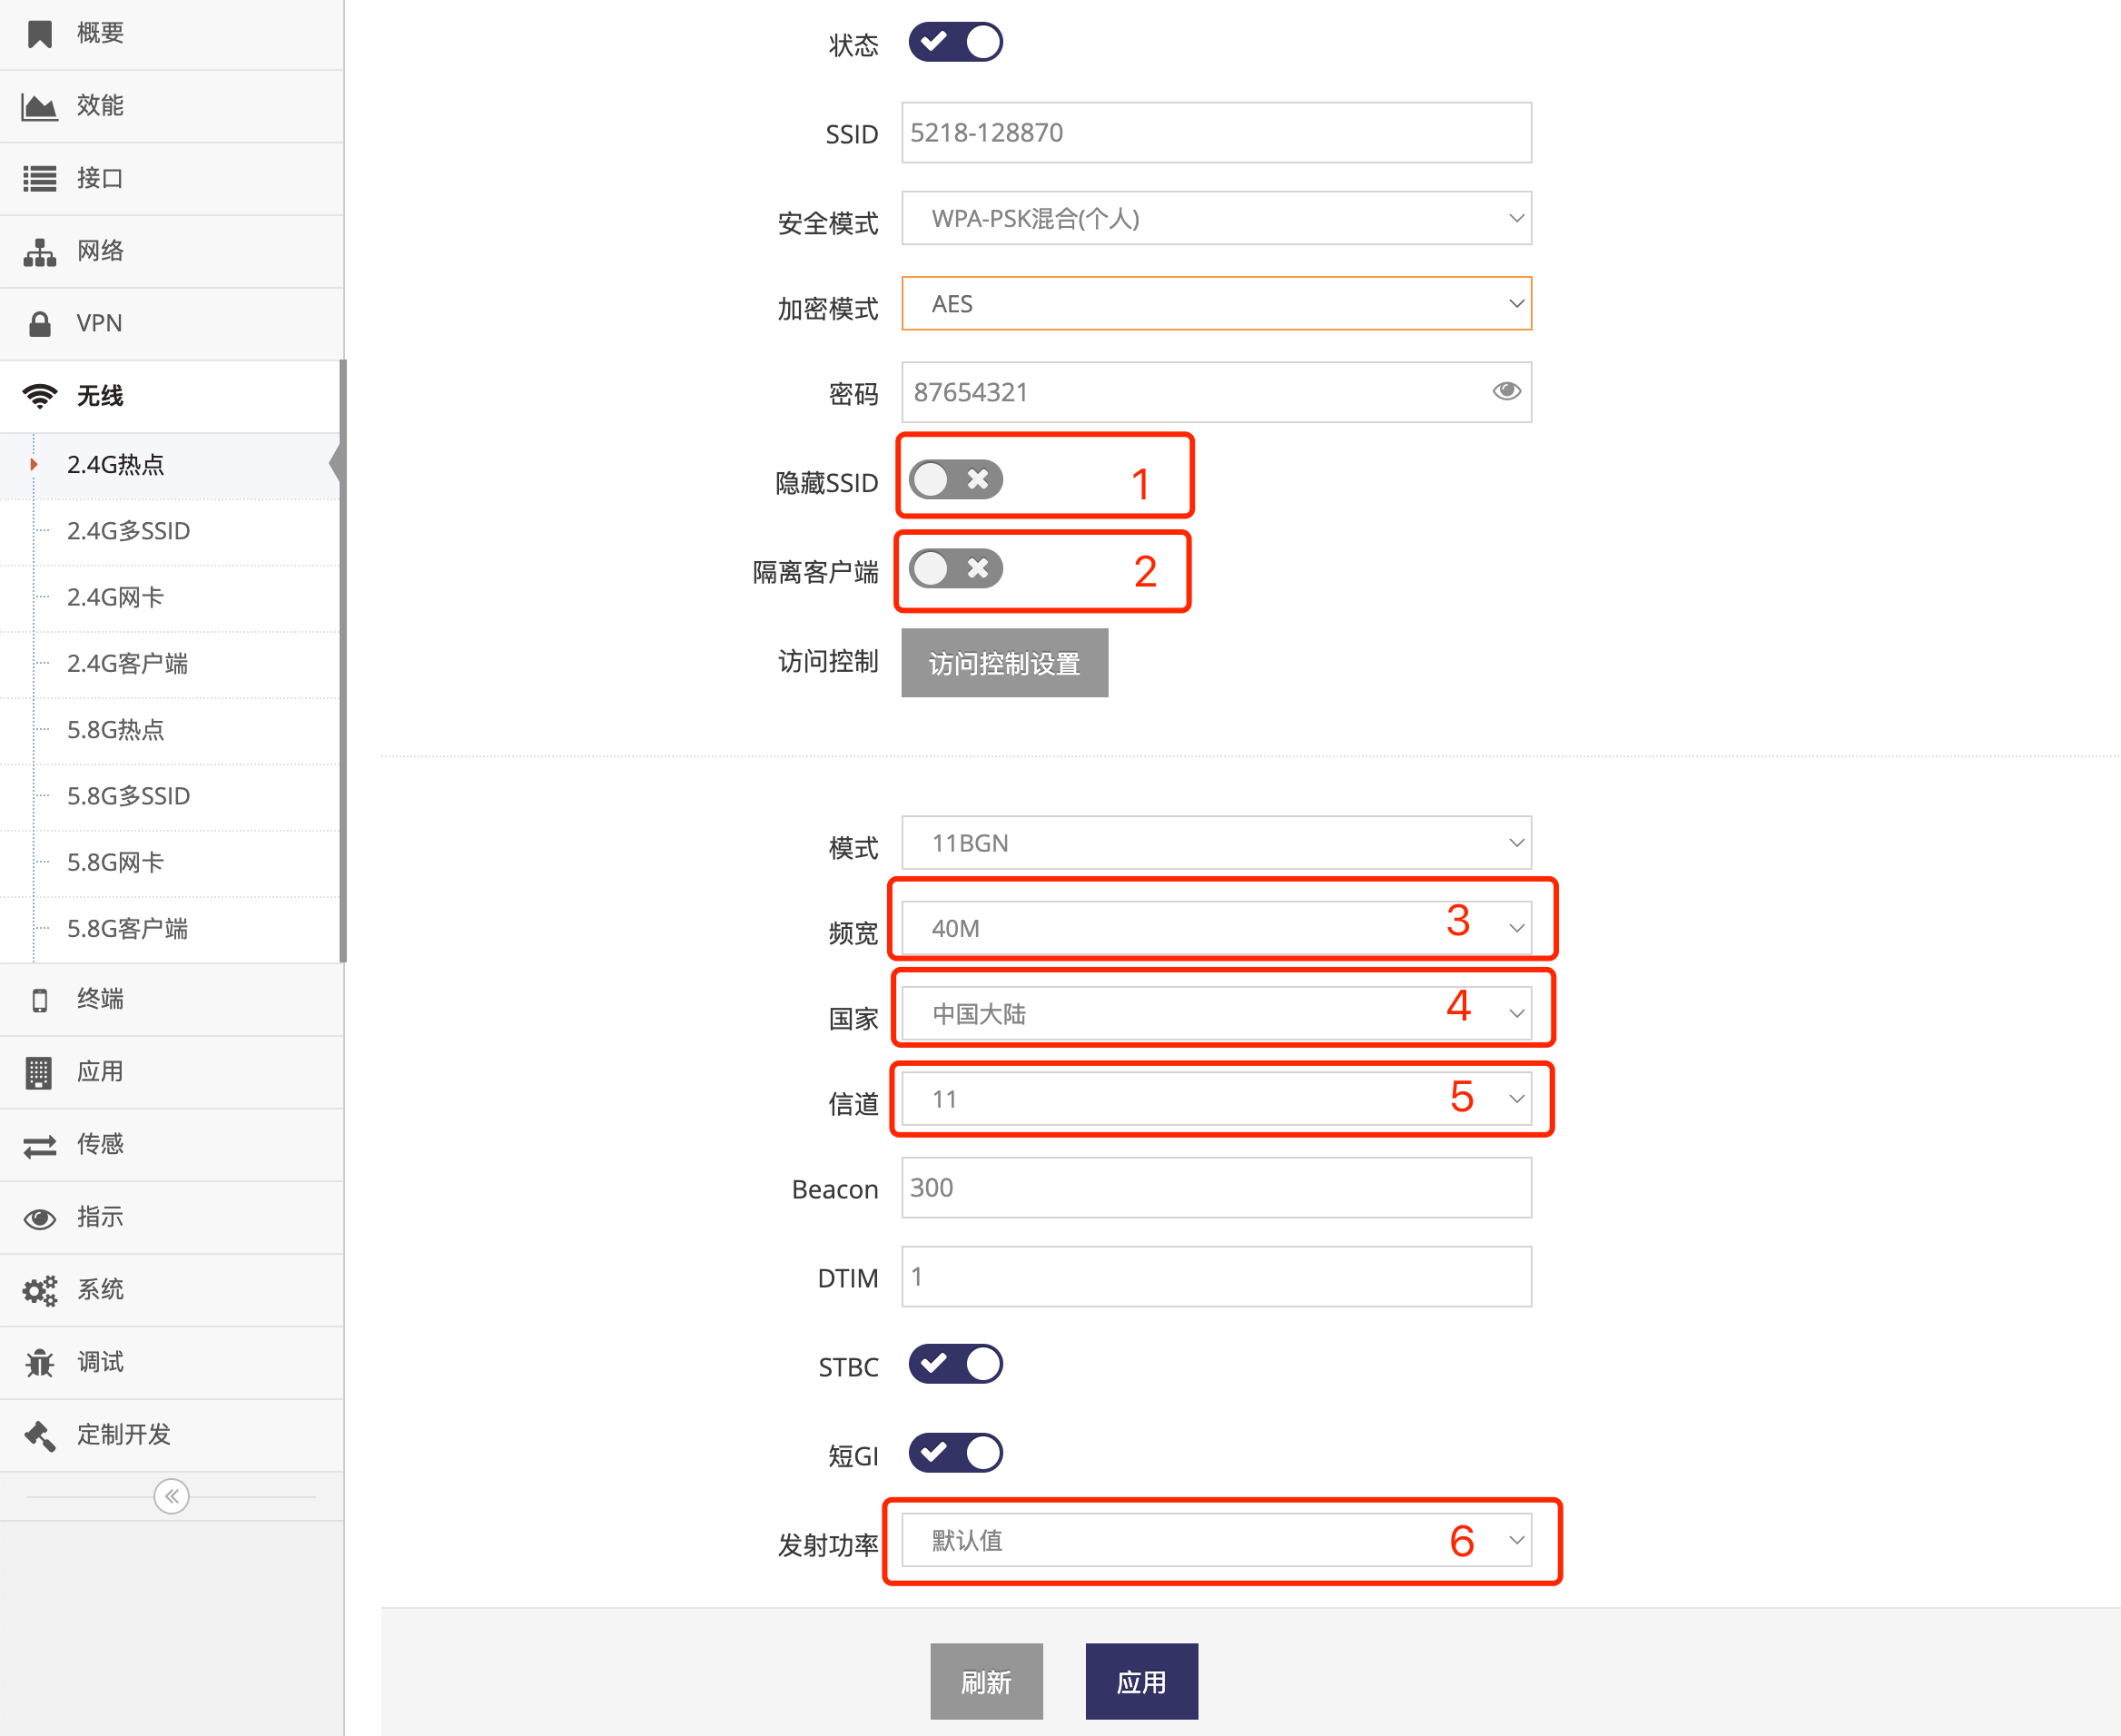 概要
效能
接口
网络
VPN
无线
2.4G热点
2.4G多SSID
2.4G网卡
2.4G客户端
5.8G热点
5.8G多SSID
5.8G网卡
5.8G客户端
终端
应用
传感
指示
系统
调试
定制开发
状态
SSID 5218-128870
安全模式 WPA-PSK混合(个人)
加密模式 AES
密码 87654321
隐藏SSID 1
隔离客户端 2
访问控制 访问控制设置
模式 11BGN
频宽 40M 3
国家 中国大陆 4
信道 11 5
Beacon 300
DTIM 1
STBC
短GI
发射功率 默认值 6
刷新 应用